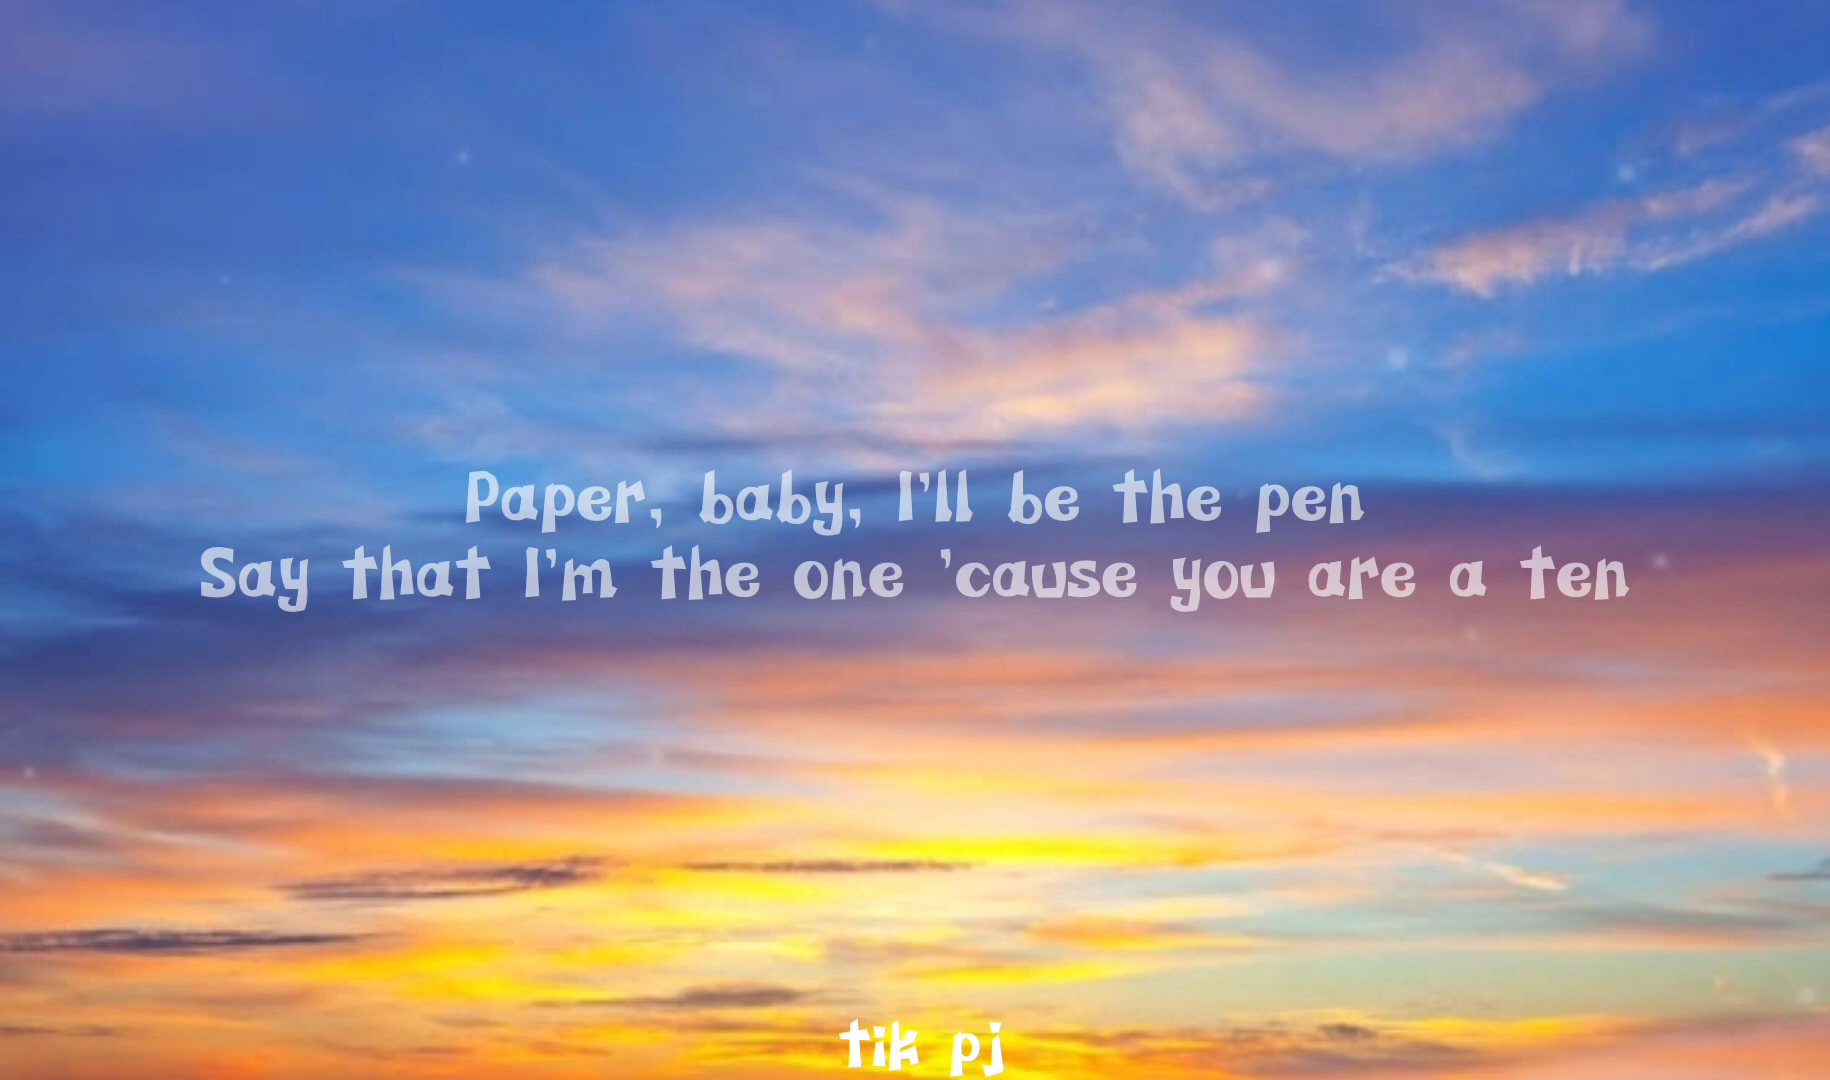 Paper, baby, I'll be the pen
Say that I'm the one 'cause you are a ten
tik pj